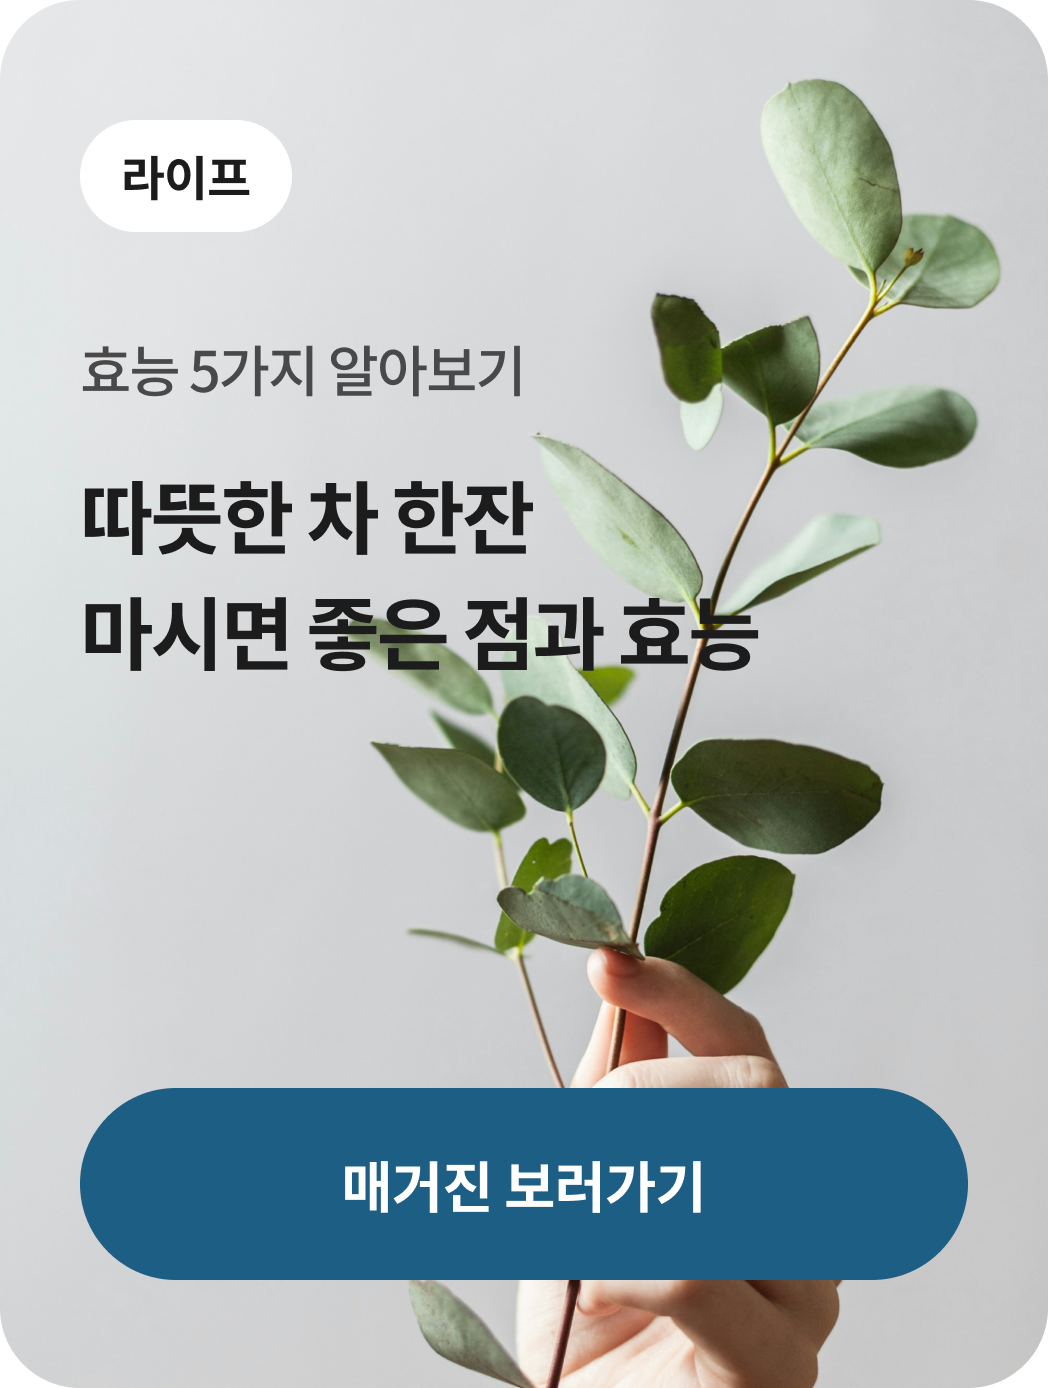 라이프
효능 5가지 알아보기
따뜻한 차 한잔
마시면 좋은 점과 효능
매거진 보러가기